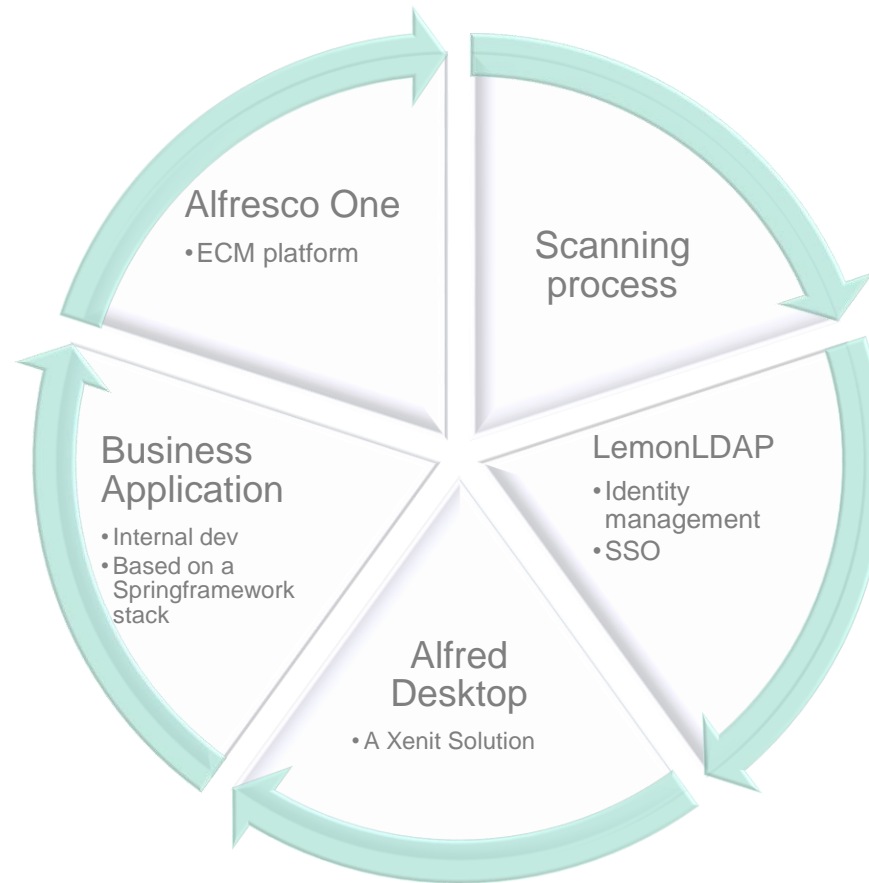 Alfresco One
•ECM platform
Scanning
process
LemonLDAP
•Identity
management
•SSO
Alfred
Desktop
•A Xenit Solution
Business
Application
•Internal dev
•Based on a
Springframework
stack